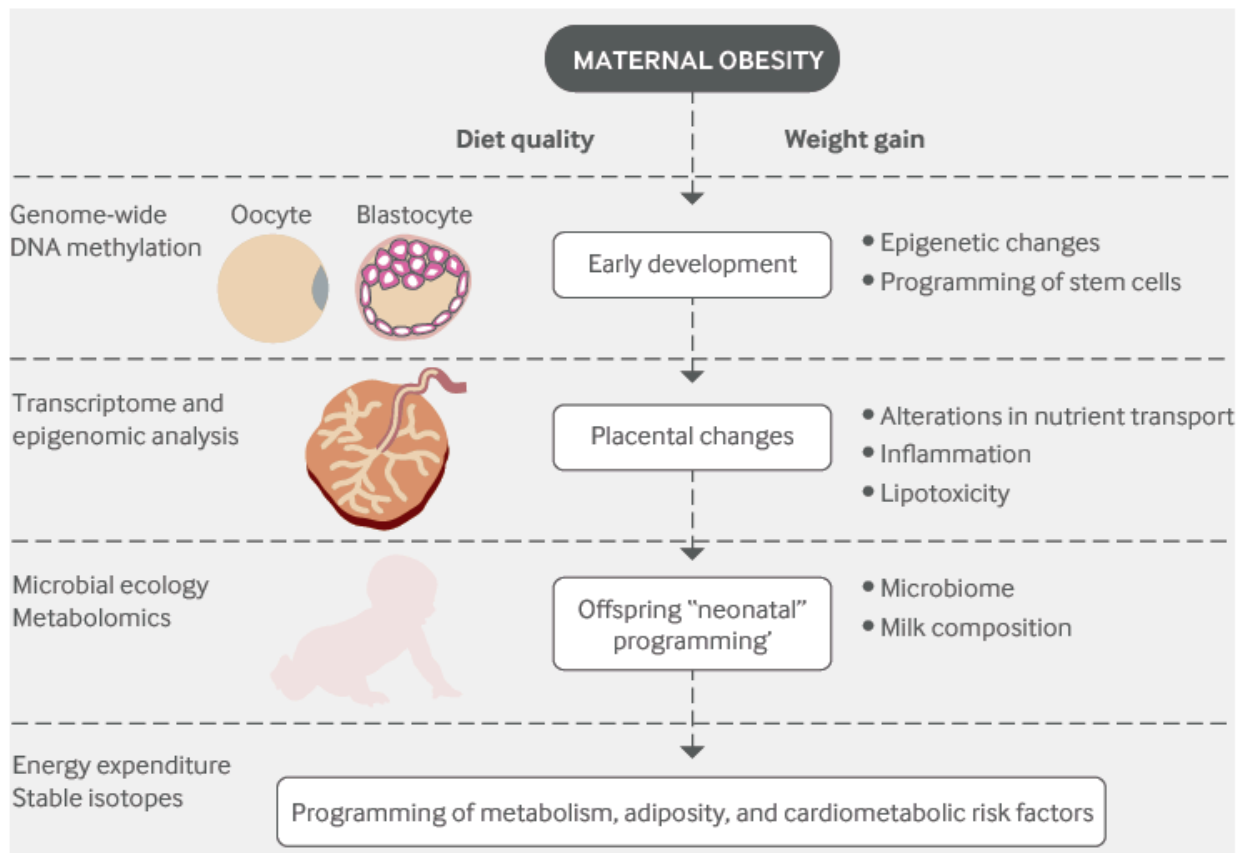 MATERNAL OBESITY
Diet quality
Weight gain
Genome-wide
DNA methylation
Oocyte
Blastocyte
Early development
• Epigenetic changes
• Programming of stem cells
Transcriptome and
epigenomic analysis
Placental changes
• Alterations in nutrient transport
• Inflammation
• Lipotoxicity
Microbial ecology
Metabolomics
Offspring “neonatal”
programming’
• Microbiome
• Milk composition
Energy expenditure
Stable isotopes
Programming of metabolism, adiposity, and cardiometabolic risk factors